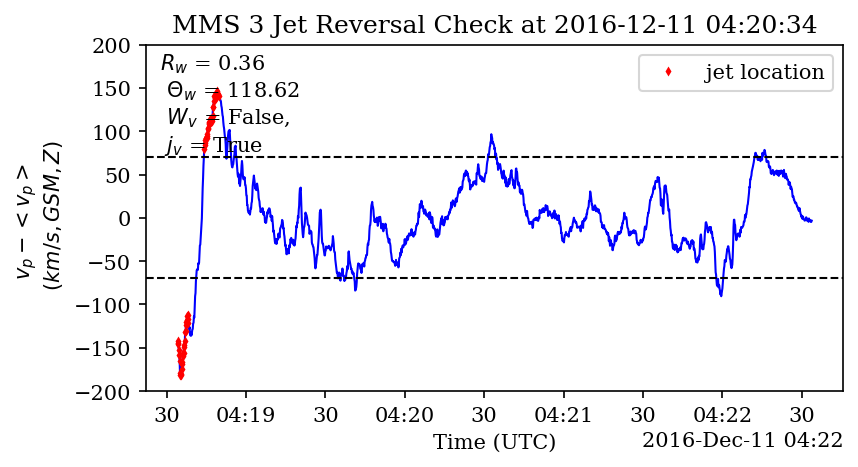 MMS 3 Jet Reversal Check at 2016-12-11 04:20:34
R_w = 0.36
Θ_w = 118.62
W_v = False,
j_v = True
jet location
v_p − < v_p >
(km/s, GSM, Z)
200
150
100
50
0
−50
−100
−150
−200
30 04:19 30 04:20 30 04:21 30 04:22 30
Time (UTC)
2016-Dec-11 04:22